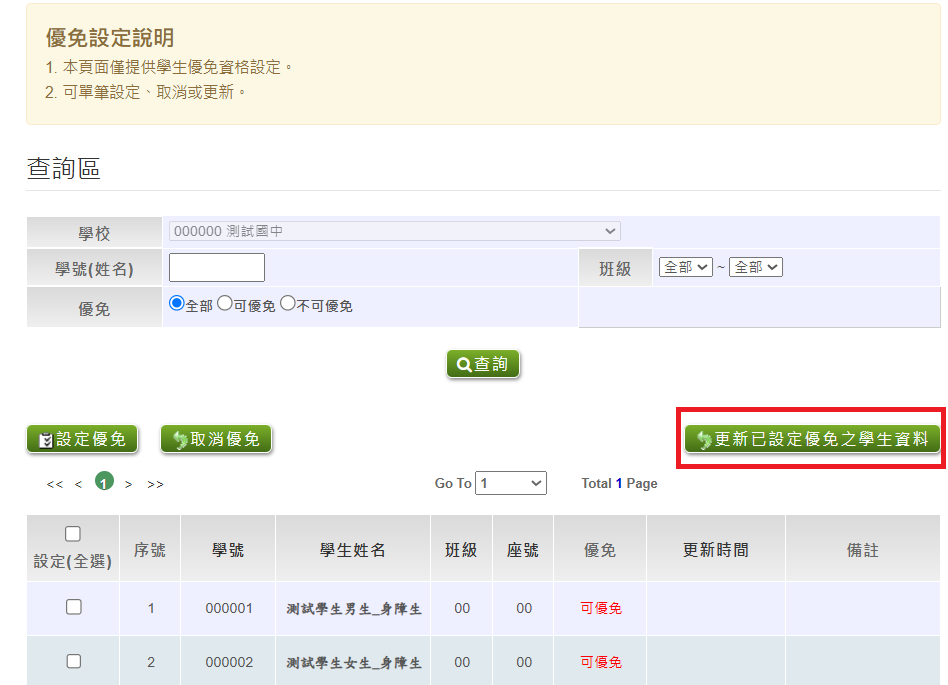 優免設定說明
1. 本頁面僅提供學生優免資格設定。
2. 可單筆設定、取消或更新。
查詢區
學校 000000 測試國中
學號(姓名) 班級 全部 ~ 全部
優免 全部 可優免 不可優免
查詢
設定優免 取消優免 更新已設定優免之學生資料
<< < 1 > >> Go To 1 Total 1 Page
設定(全選) 序號 學號 學生姓名 班級 座號 優免 更新時間 備註
1 000001 測試學生男生_身障生 00 00 可優免
2 000002 測試學生女生_身障生 00 00 可優免